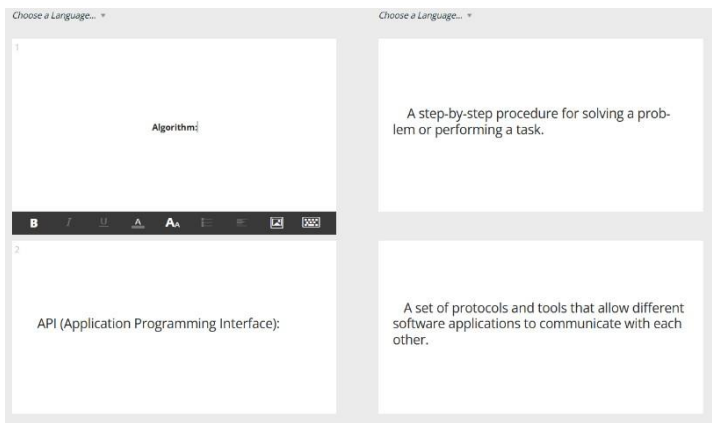 Choose a Language...
Choose a Language...
1
Algorithm:
A step-by-step procedure for solving a prob-
lem or performing a task.
B I U A AA
2
API (Application Programming Interface):
A set of protocols and tools that allow different
software applications to communicate with each
other.